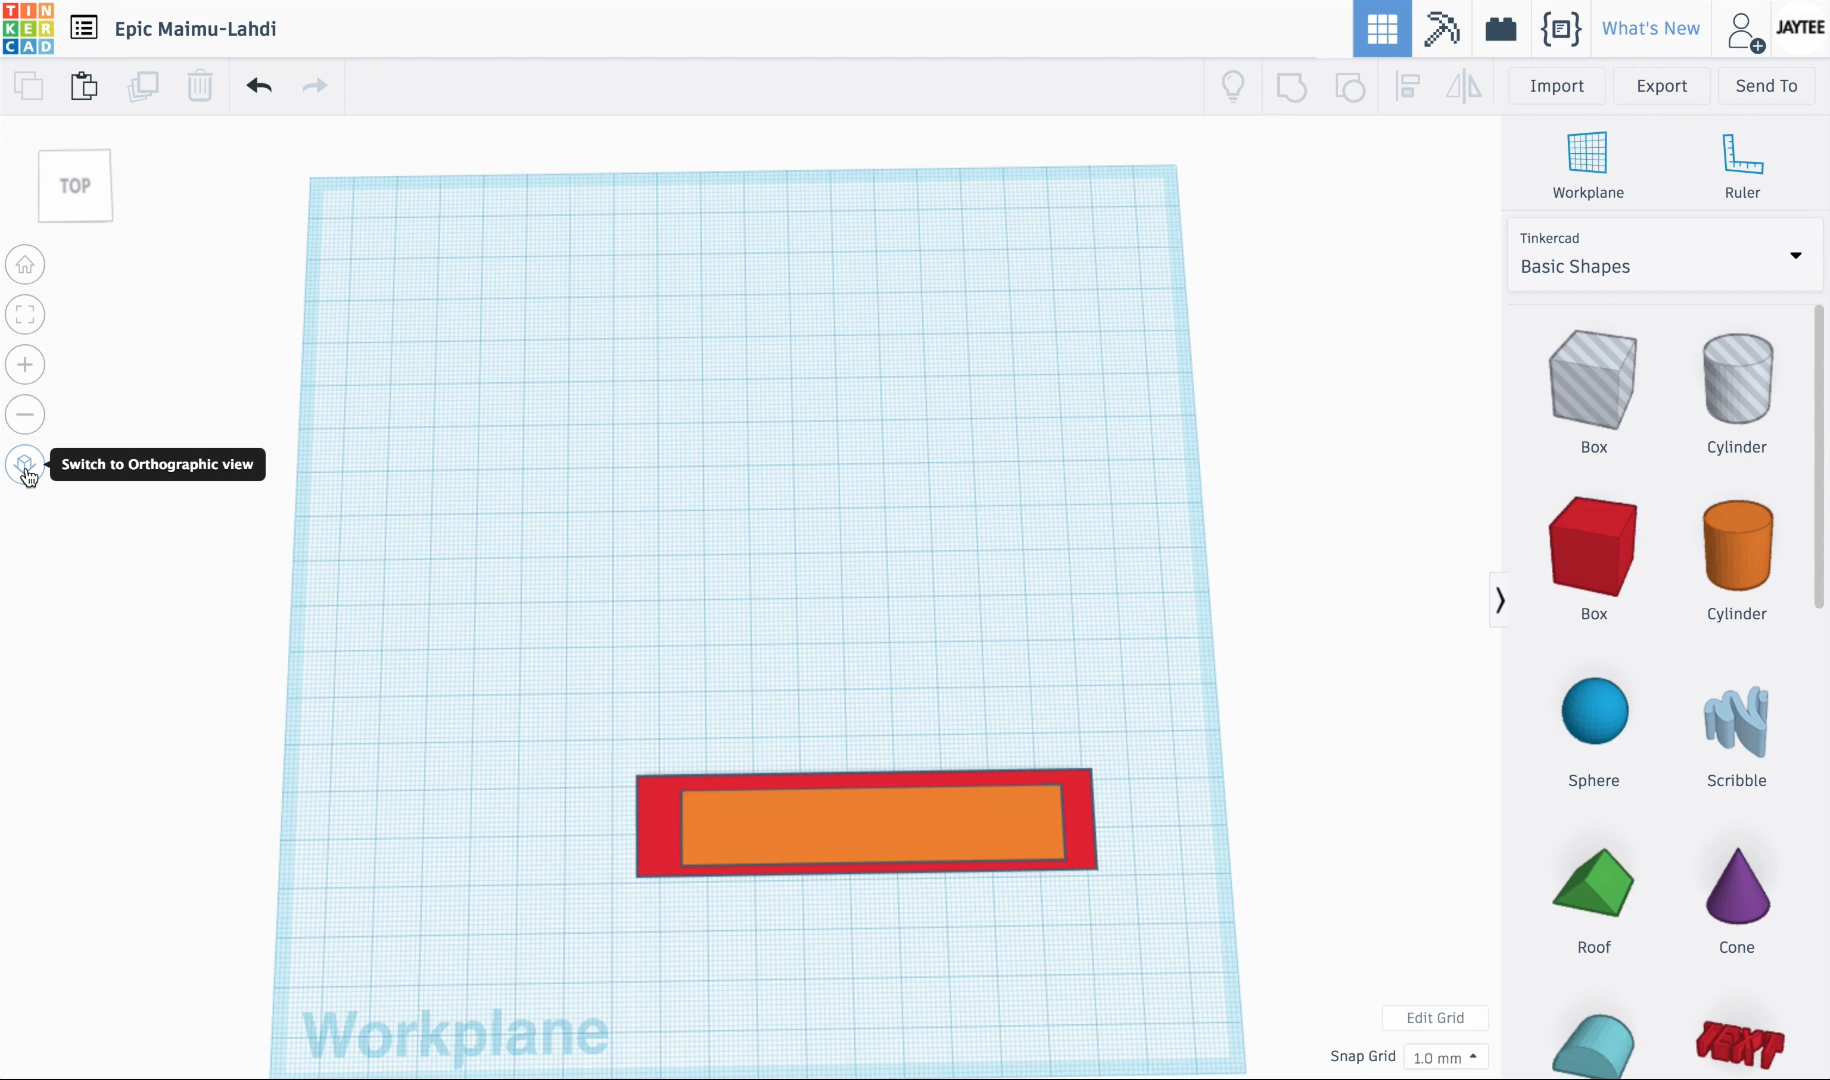 TIN
KER
CAD
Epic Maimu-Lahdi
What's New
JAYTEE
Import
Export
Send To
TOP
Workplane
Ruler
Tinkercad
Basic Shapes
Box
Cylinder
Switch to Orthographic view
Box
Cylinder
Sphere
Scribble
Roof
Cone
Workplane
Edit Grid
Snap Grid
1.0 mm
TEXT